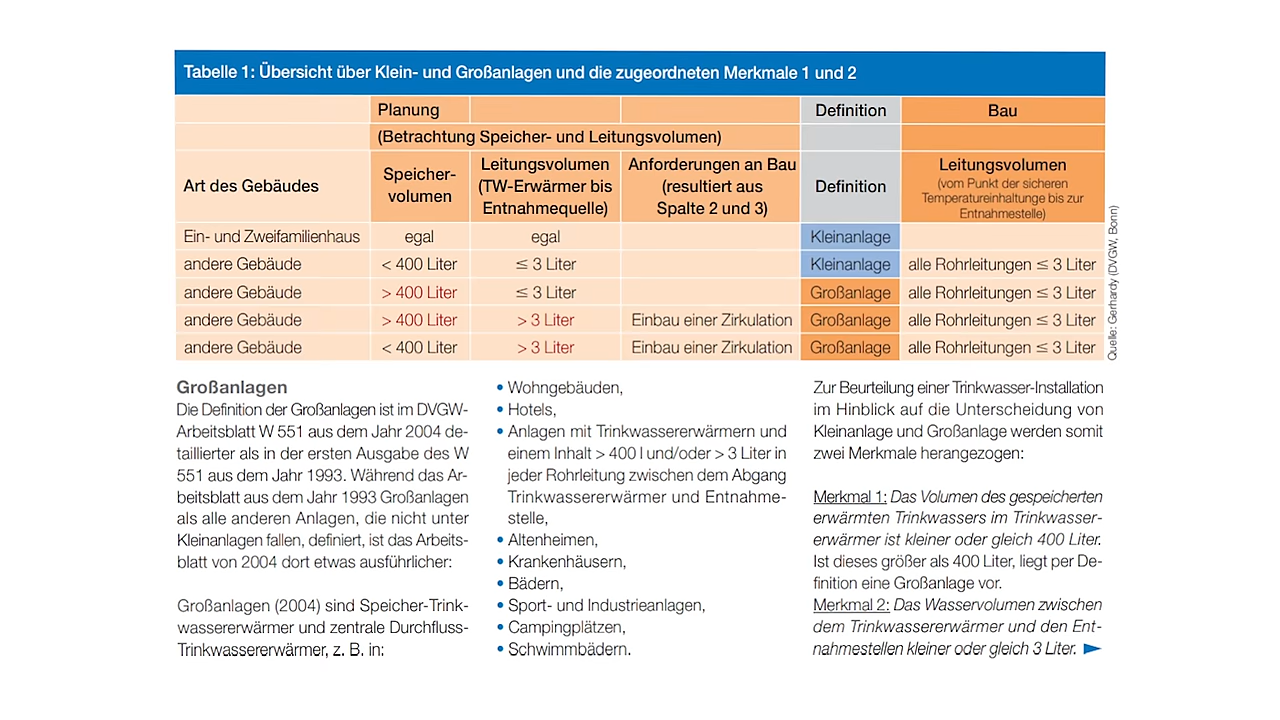 Tabelle 1: Übersicht über Klein- und Großanlagen und die zugeordneten Merkmale 1 und 2
Planung Definition Bau
(Betrachtung Speicher- und Leitungsvolumen)
Art des Gebäudes Speicher-volumen Leitungsvolumen (TW-Erwärmer bis Entnahmequelle) Anforderungen an Bau (resultiert aus Spalte 2 und 3) Definition Leitungsvolumen (vom Punkt der sicheren Temperatureinhaltunge bis zur Entnahmestelle)
Ein- und Zweifamilienhaus egal egal Kleinanlage
andere Gebäude < 400 Liter ≤ 3 Liter Kleinanlage alle Rohrleitungen ≤ 3 Liter
andere Gebäude > 400 Liter ≤ 3 Liter Großanlage alle Rohrleitungen ≤ 3 Liter
andere Gebäude > 400 Liter > 3 Liter Einbau einer Zirkulation Großanlage alle Rohrleitungen ≤ 3 Liter
andere Gebäude < 400 Liter > 3 Liter Einbau einer Zirkulation Großanlage alle Rohrleitungen ≤ 3 Liter
Quelle: Gerhardy (DVGW, Bonn)
Großanlagen
Die Definition der Großanlagen ist im DVGW-
Arbeitsblatt W 551 aus dem Jahr 2004 de-
taillierter als in der ersten Ausgabe des W
551 aus dem Jahr 1993. Während das Ar-
beitsblatt aus dem Jahr 1993 Großanlagen
als alle anderen Anlagen, die nicht unter
Kleinanlagen fallen, definiert, ist das Arbeits-
blatt von 2004 dort etwas ausführlicher:
Großanlagen (2004) sind Speicher-Trink-
wassererwärmer und zentrale Durchfluss-
Trinkwassererwärmer, z. B. in:
• Wohngebäuden,
• Hotels,
• Anlagen mit Trinkwassererwärmern und
einem Inhalt > 400 l und/oder > 3 Liter in
jeder Rohrleitung zwischen dem Abgang
Trinkwassererwärmer und Entnahme-
stelle,
• Altenheimen,
• Krankenhäusern,
• Bädern,
• Sport- und Industrieanlagen,
• Campingplätzen,
• Schwimmbädern.
Zur Beurteilung einer Trinkwasser-Installation
im Hinblick auf die Unterscheidung von
Kleinanlage und Großanlage werden somit
zwei Merkmale herangezogen:
Merkmal 1: Das Volumen des gespeicherten
erwärmten Trinkwassers im Trinkwasser-
erwärmer ist kleiner oder gleich 400 Liter.
Ist dieses größer als 400 Liter, liegt per De-
finition eine Großanlage vor.
Merkmal 2: Das Wasservolumen zwischen
dem Trinkwassererwärmer und den Ent-
nahmestellen kleiner oder gleich 3 Liter.